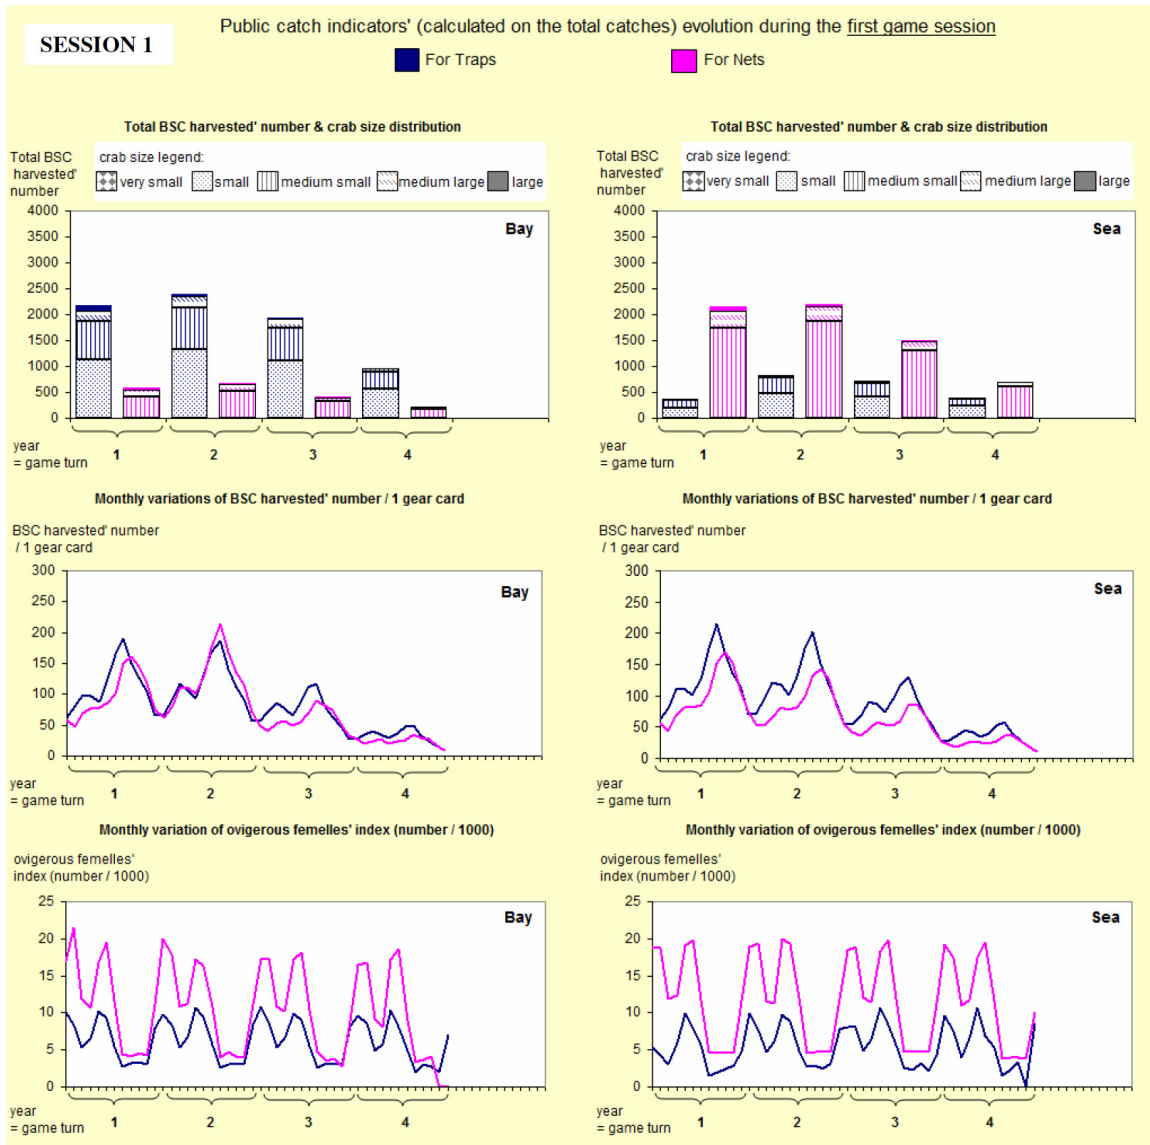 SESSION 1
Public catch indicators' (calculated on the total catches) evolution during the first game session
For Traps
For Nets
Total BSC harvested' number & crab size distribution
Total BSC
harvested'
number
crab size legend:
very small
small
medium small
medium large
large
4000
3500
3000
2500
2000
1500
1000
500
0
Bay
year
= game turn
1
2
3
4
Total BSC harvested' number & crab size distribution
Total BSC
harvested'
number
crab size legend:
very small
small
medium small
medium large
large
4000
3500
3000
2500
2000
1500
1000
500
0
Sea
year
= game turn
1
2
3
4
Monthly variations of BSC harvested' number / 1 gear card
BSC harvested' number
/ 1 gear card
300
250
200
150
100
50
0
Bay
year
= game turn
1
2
3
4
Monthly variations of BSC harvested' number / 1 gear card
BSC harvested' number
/ 1 gear card
300
250
200
150
100
50
0
Sea
year
= game turn
1
2
3
4
Monthly variation of ovigerous femelles' index (number / 1000)
ovigerous femelles'
index (number / 1000)
25
20
15
10
5
0
Bay
year
= game turn
1
2
3
4
Monthly variation of ovigerous femelles' index (number / 1000)
ovigerous femelles'
index (number / 1000)
25
20
15
10
5
0
Sea
year
= game turn
1
2
3
4